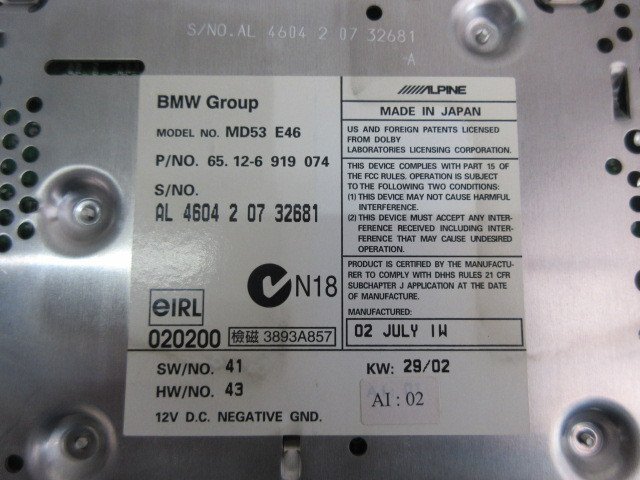 S/NO.AL 4604 2 07 32681
A
BMW Group
MODEL NO. MD53 E46
P/NO. 65. 12-6 919 074
S/NO.
AL 4604 2 07 32681
N18
eIRL
020200 檢磁 3893A857
SW/NO. 41
HW/NO. 43
12V D.C. NEGATIVE GND.
KW: 29/02
AI : 02
ALPINE
MADE IN JAPAN
US AND FOREIGN PATENTS LICENSED
FROM DOLBY
LABORATORIES LICENSING CORPORATION.
THIS DEVICE COMPLIES WITH PART 15 OF
THE FCC RULES. OPERATION IS SUBJECT
TO THE FOLLOWING TWO CONDITIONS:
(1) THIS DEVICE MAY NOT CAUSE HARMFUL
INTERFERENCE.
(2) THIS DEVICE MUST ACCEPT ANY INTER-
FERENCE RECEIVED INCLUDING INTER-
FERENCE THAT MAY CAUSE UNDESIRED
OPERATION.
PRODUCT IS CERTIFIED BY THE MANUFACTU-
RER TO COMPLY WITH DHHS RULES 21 CFR
SUBCHAPTER J APPLICATION AT THE DATE
OF MANUFACTURE.
MANUFACTURED:
02 JULY 1W